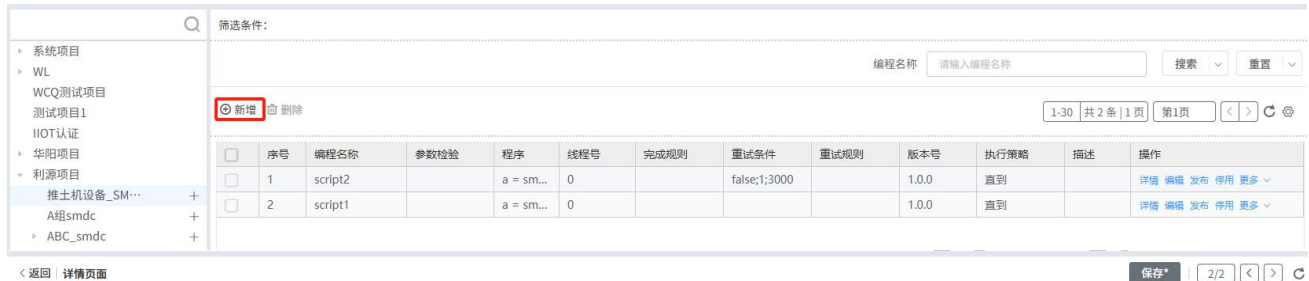 筛选条件：
系统项目
WL
WCQ测试项目
测试项目1
IIOT认证
华阳项目
利源项目
推土机设备_SM…
A组smdc
ABC_smdc
编程名称 请输入编程名称 搜索 重置
新增 删除 1-30 共 2 条 | 1 页 第1页
序号 编程名称 参数检验 程序 线程号 完成规则 重试条件 重试规则 版本号 执行策略 描述 操作
1 script2 a = sm... 0 false;1;3000 1.0.0 直到 详情 编辑 发布 停用 更多
2 script1 a = sm... 0 1.0.0 直到 详情 编辑 发布 停用 更多
返回 | 详情页面 保存* | 2/2